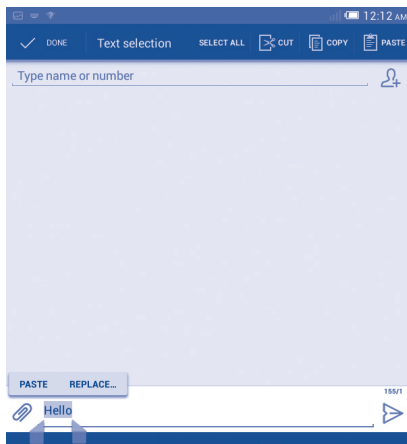 12:12 AM
DONE Text selection SELECT ALL CUT COPY PASTE
Type name or number
PASTE REPLACE...
155/1
Hello